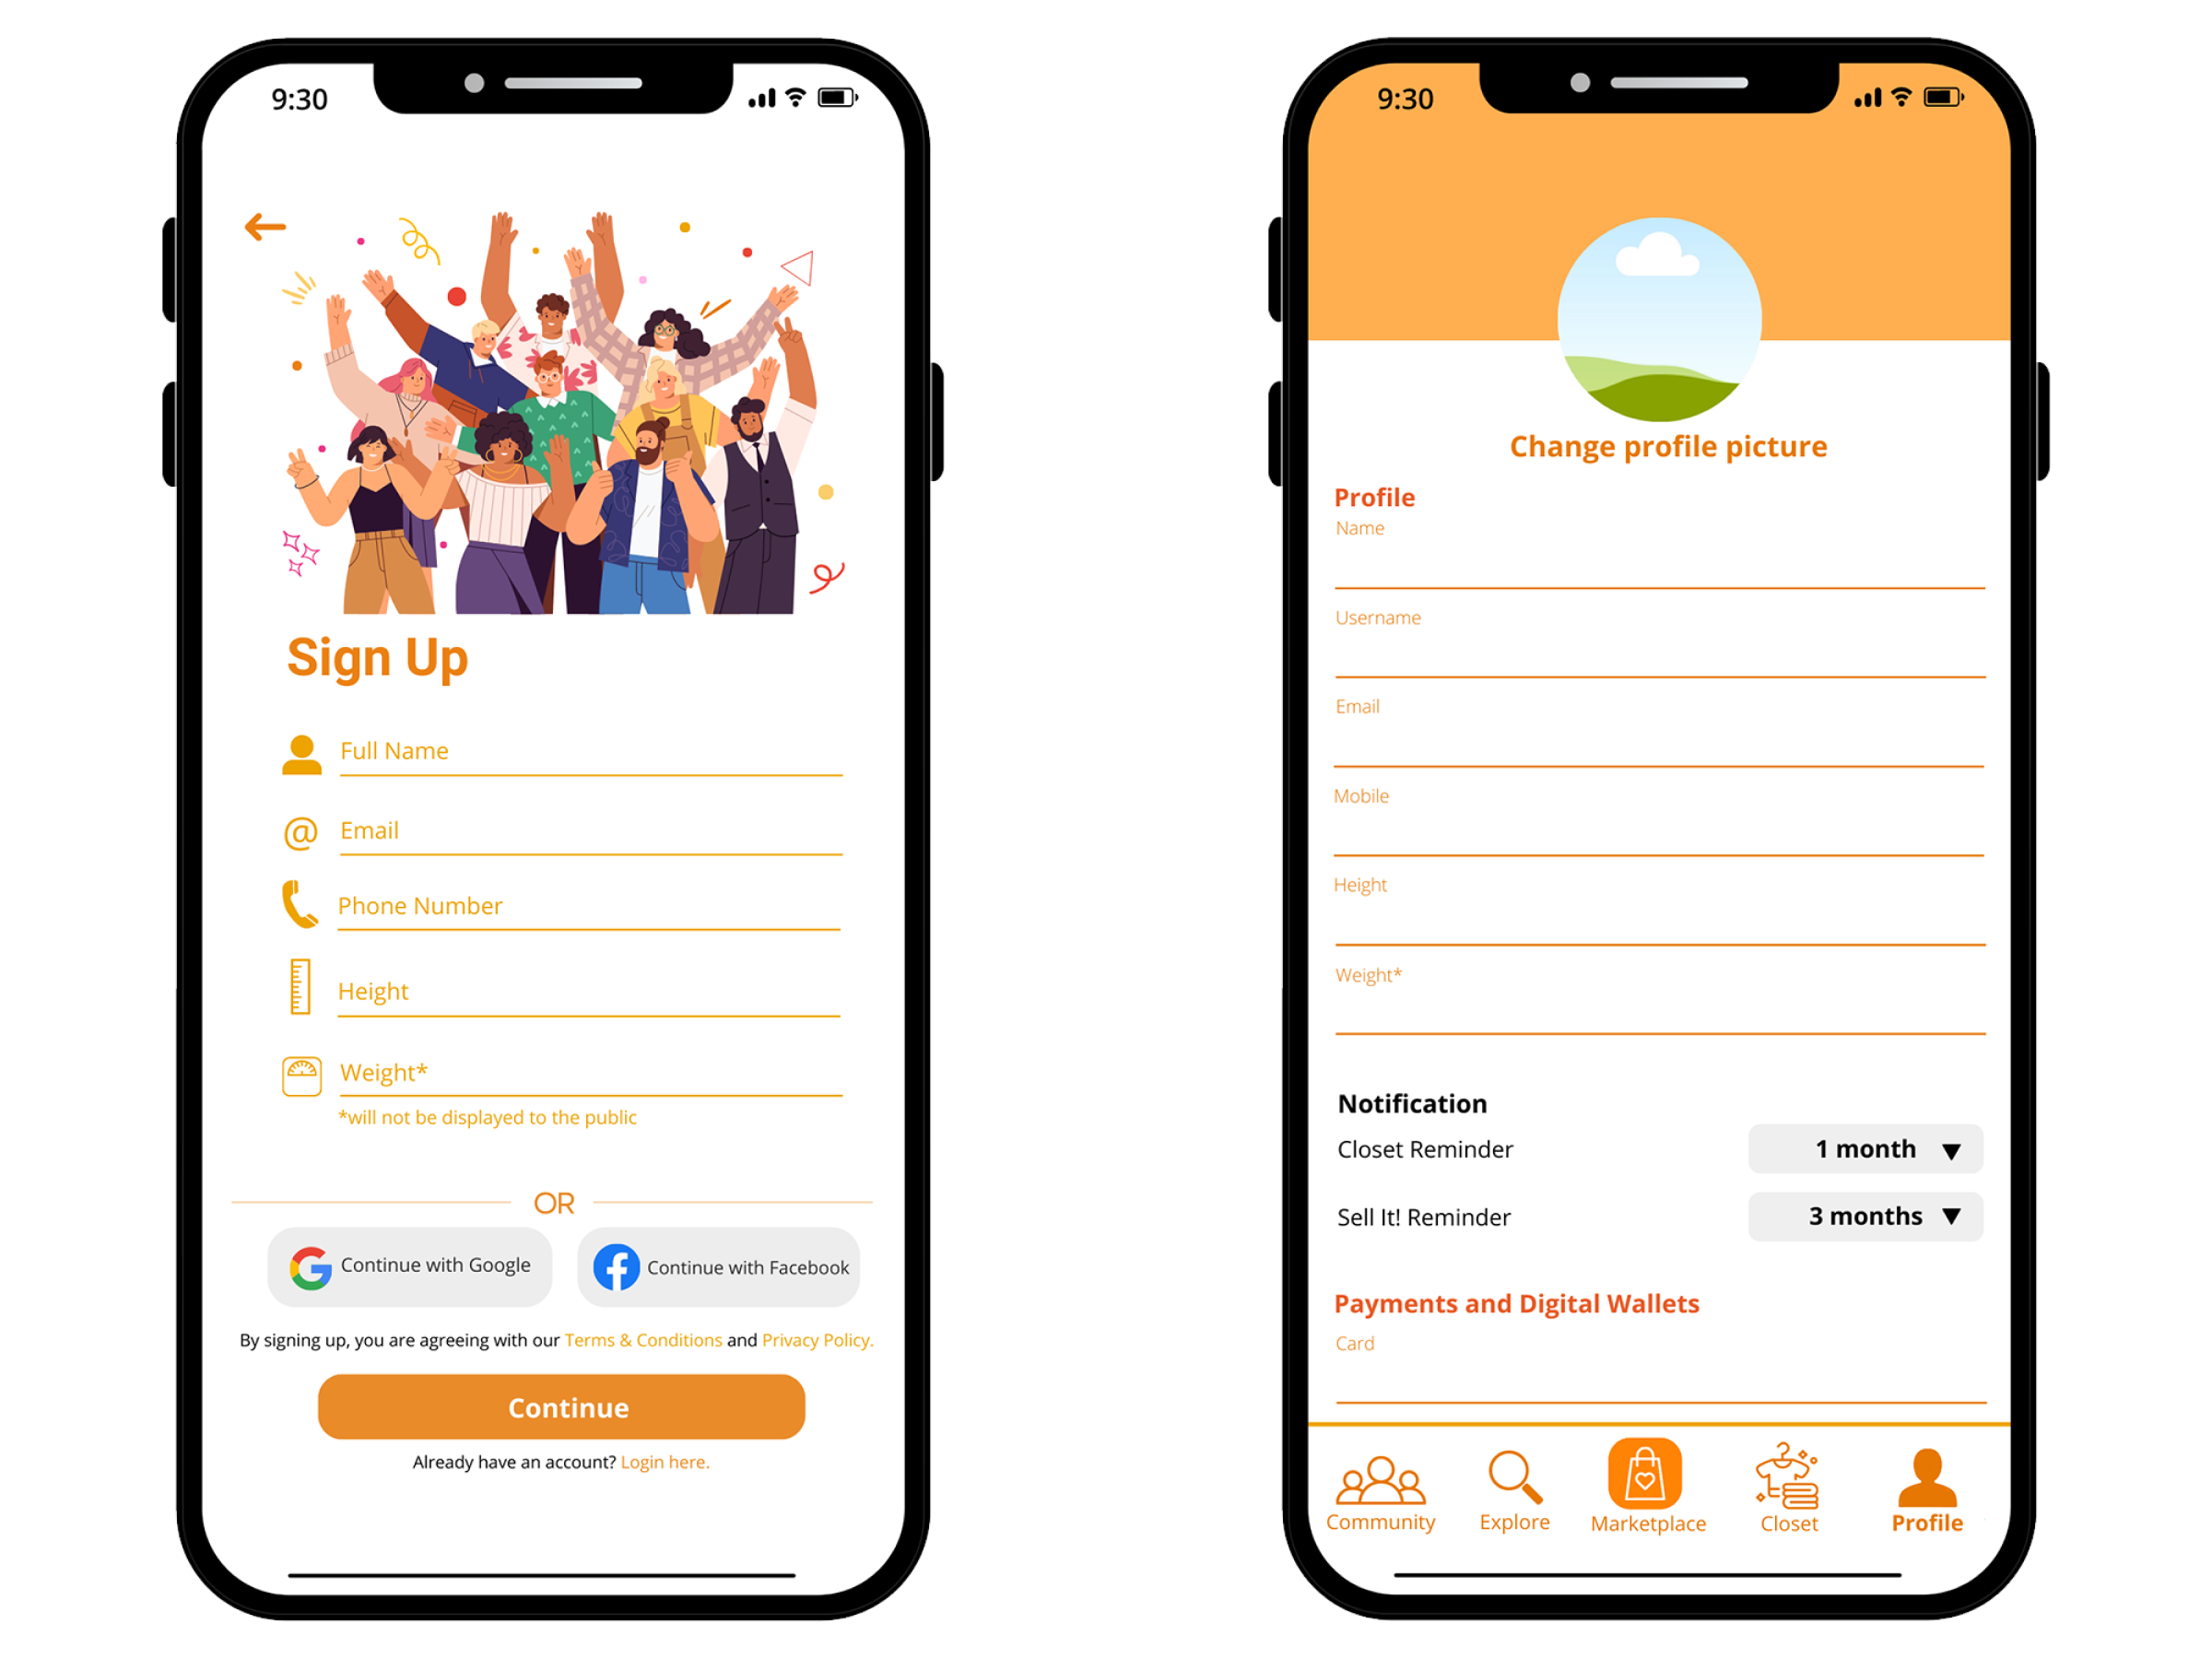 9:30
Sign Up
Full Name
@ Email
Phone Number
Height
Weight*
*will not be displayed to the public
OR
Continue with Google
Continue with Facebook
By signing up, you are agreeing with our Terms & Conditions and Privacy Policy.
Continue
Already have an account? Login here.
9:30
Change profile picture
Profile
Name
Username
Email
Mobile
Height
Weight*
Notification
Closet Reminder 1 month
Sell It! Reminder 3 months
Payments and Digital Wallets
Card
Community Explore Marketplace Closet Profile